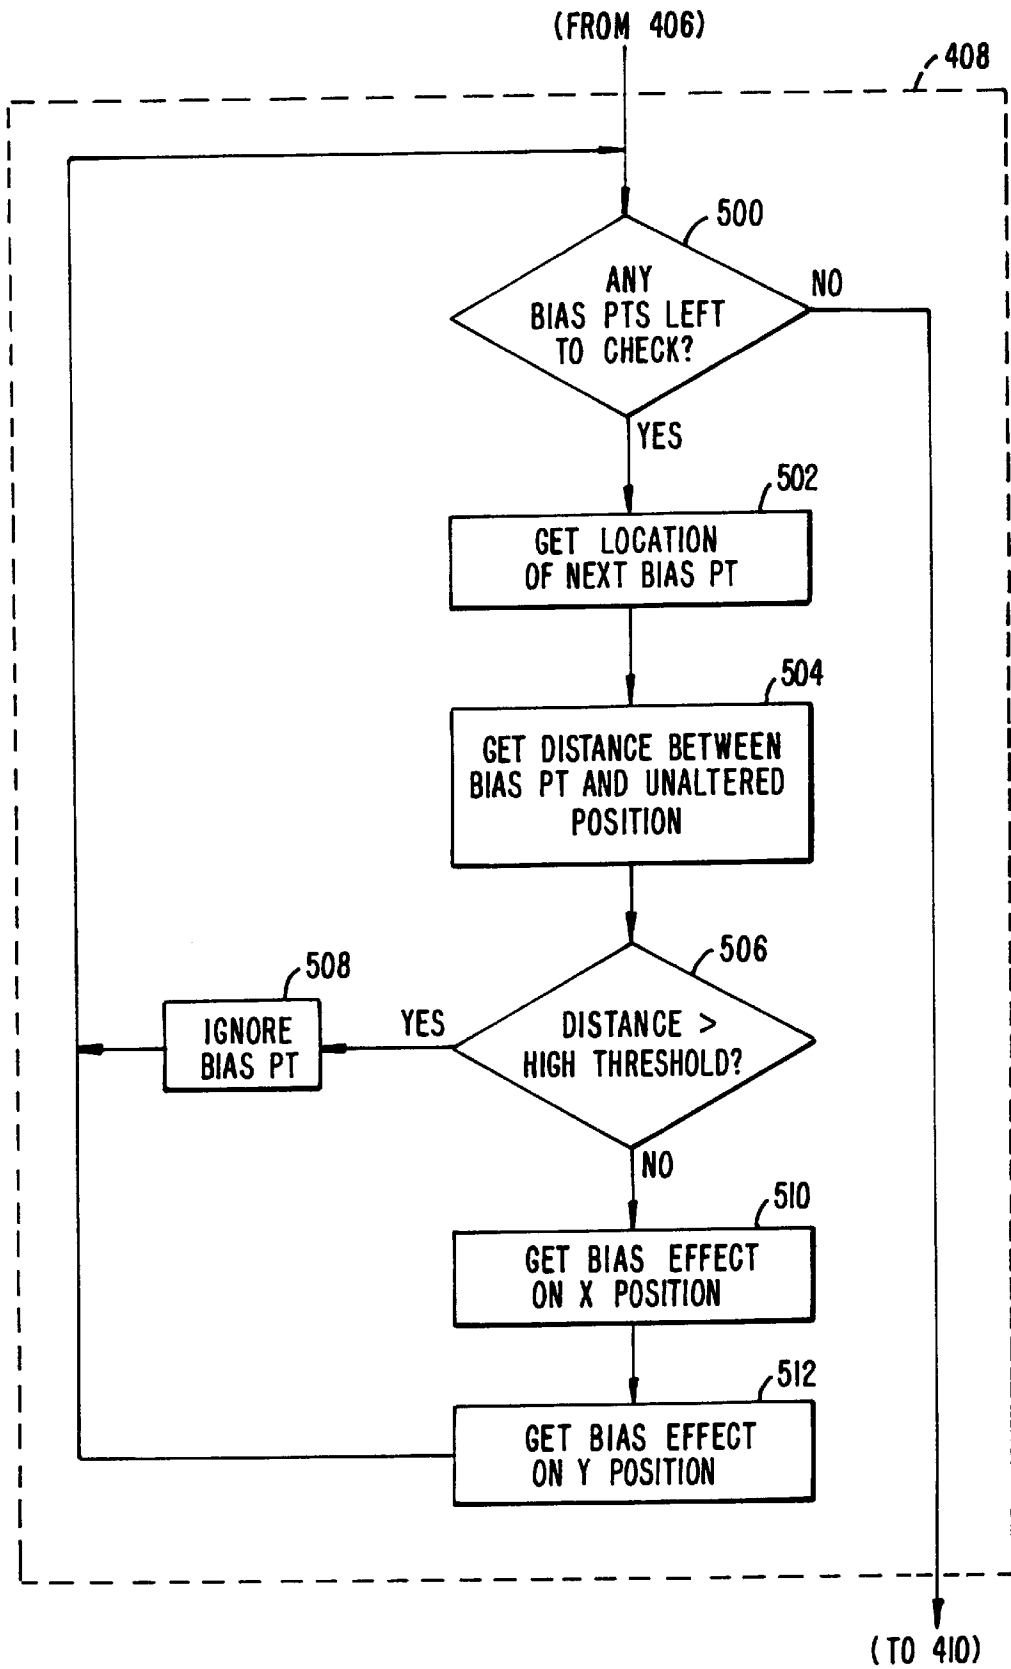 (FROM 406)
408
500
ANY
BIAS PTS LEFT
TO CHECK?
NO
YES
502
GET LOCATION
OF NEXT BIAS PT
504
GET DISTANCE BETWEEN
BIAS PT AND UNALTERED
POSITION
506
DISTANCE >
HIGH THRESHOLD?
YES
508
IGNORE
BIAS PT
NO
510
GET BIAS EFFECT
ON X POSITION
512
GET BIAS EFFECT
ON Y POSITION
(TO 410)